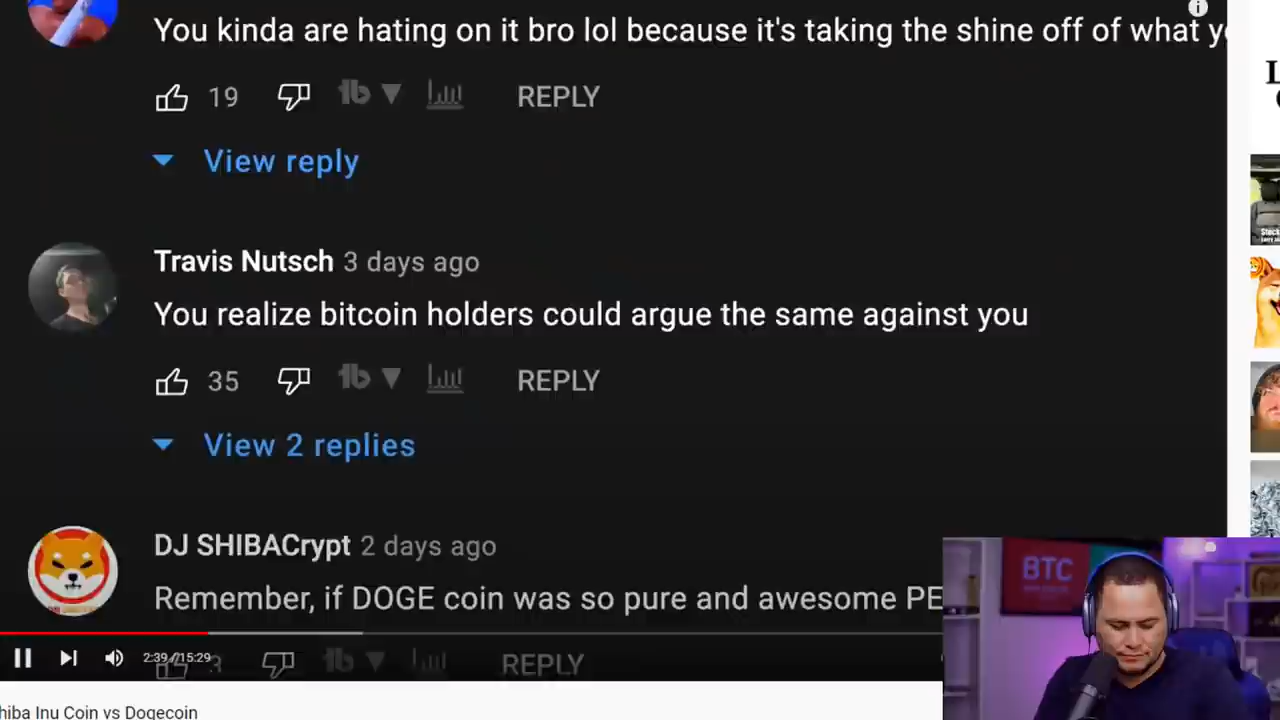 You kinda are hating on it bro lol because it's taking the shine off of what
19 REPLY
View reply
Travis Nutsch 3 days ago
You realize bitcoin holders could argue the same against you
35 REPLY
View 2 replies
DJ SHIBACrypt 2 days ago
Remember, if DOGE coin was so pure and awesome PE
BTC
2:39 / 15:29
3 REPLY
hiba Inu Coin vs Dogecoin